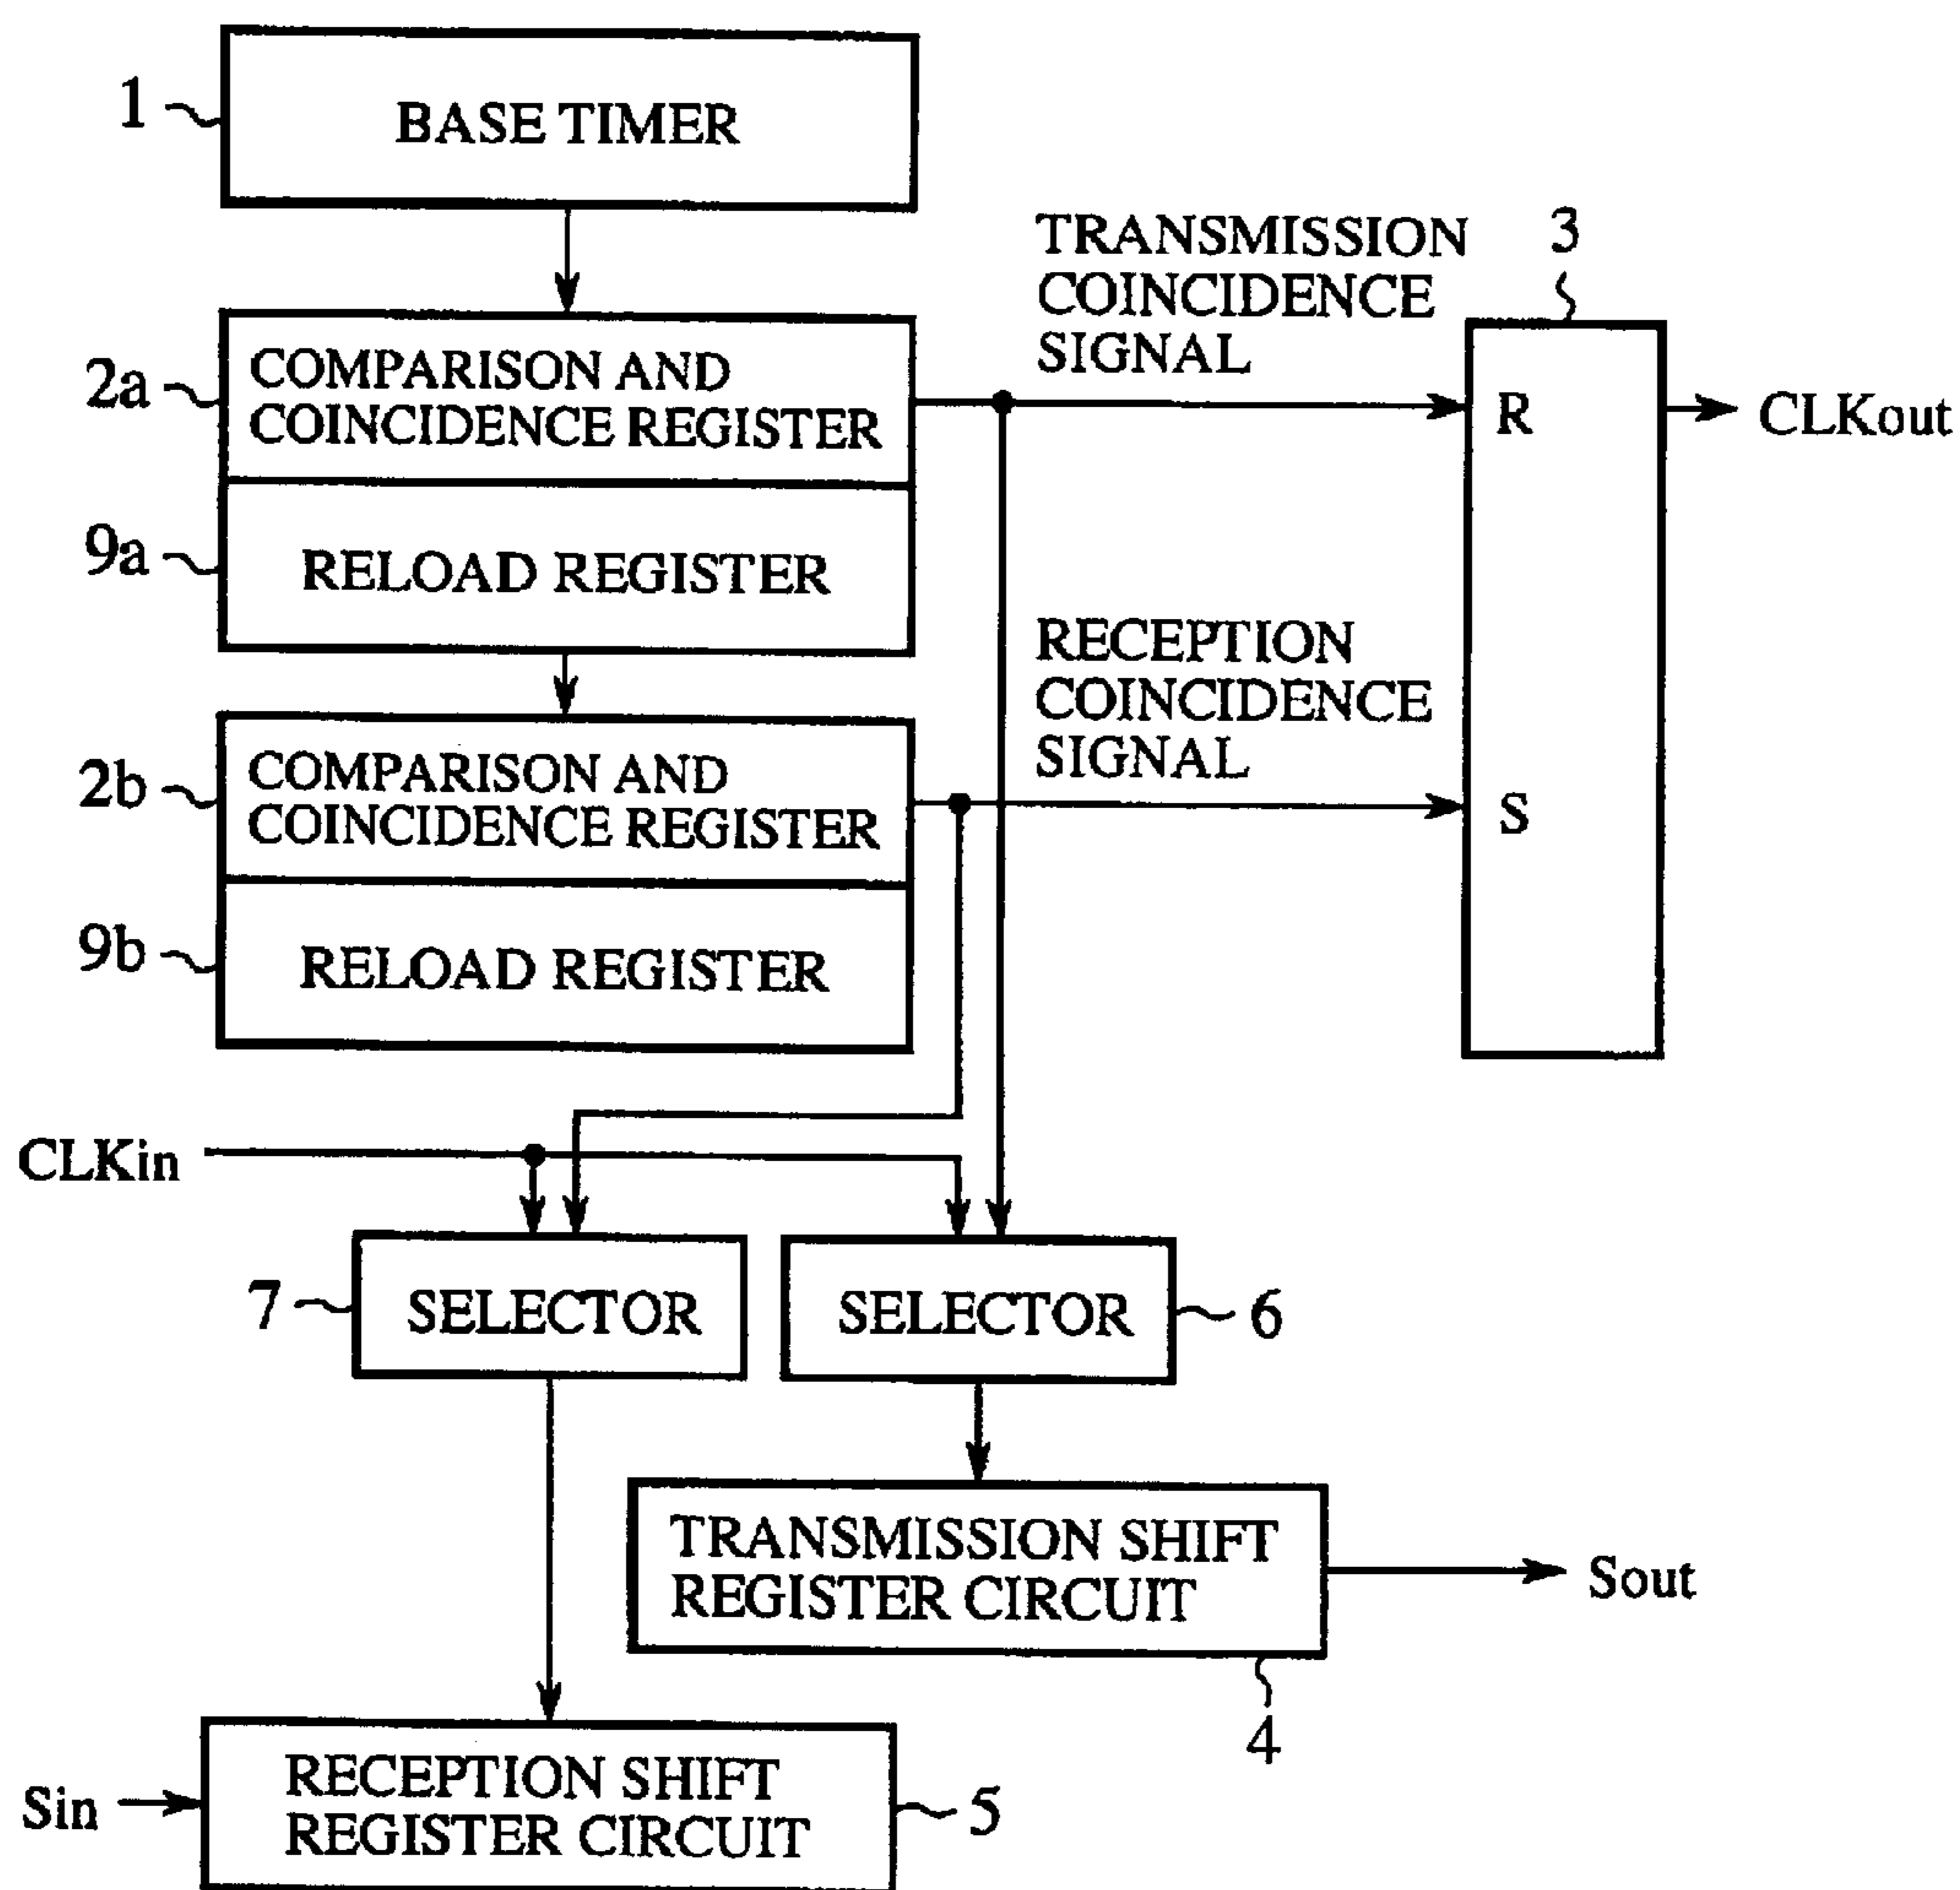 1
BASE TIMER
TRANSMISSION
COINCIDENCE
SIGNAL
3
2a
COMPARISON AND
COINCIDENCE REGISTER
R
CLKout
9a
RELOAD REGISTER
RECEPTION
COINCIDENCE
SIGNAL
2b
COMPARISON AND
COINCIDENCE REGISTER
S
9b
RELOAD REGISTER
CLKin
7
SELECTOR
SELECTOR
6
TRANSMISSION SHIFT
REGISTER CIRCUIT
Sout
4
Sin
RECEPTION SHIFT
REGISTER CIRCUIT
5